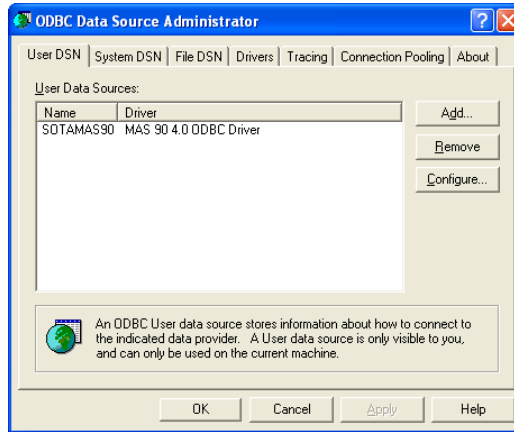 ODBC Data Source Administrator
User DSN System DSN File DSN Drivers Tracing Connection Pooling About
User Data Sources:
Name Driver
SOTAMAS90 MAS 90 4.0 ODBC Driver
Add...
Remove
Configure...
An ODBC User data source stores information about how to connect to
the indicated data provider. A User data source is only visible to you,
and can only be used on the current machine.
OK Cancel Apply Help